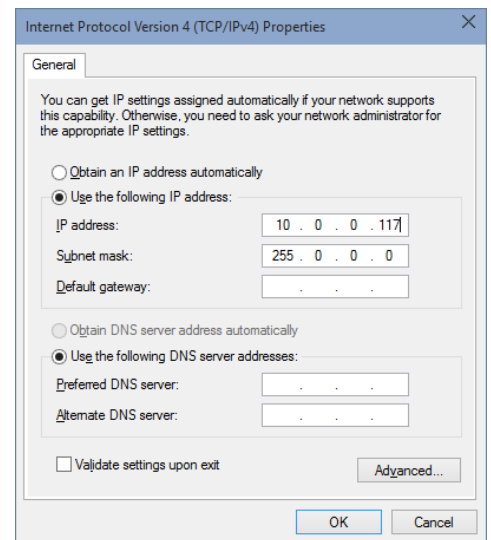 Internet Protocol Version 4 (TCP/IPv4) Properties
General
You can get IP settings assigned automatically if your network supports
this capability. Otherwise, you need to ask your network administrator for
the appropriate IP settings.
Obtain an IP address automatically
Use the following IP address:
IP address: 10 . 0 . 0 . 117
Subnet mask: 255 . 0 . 0 . 0
Default gateway: . . .
Obtain DNS server address automatically
Use the following DNS server addresses:
Preferred DNS server: . . .
Alternate DNS server: . . .
Validate settings upon exit
Advanced...
OK Cancel